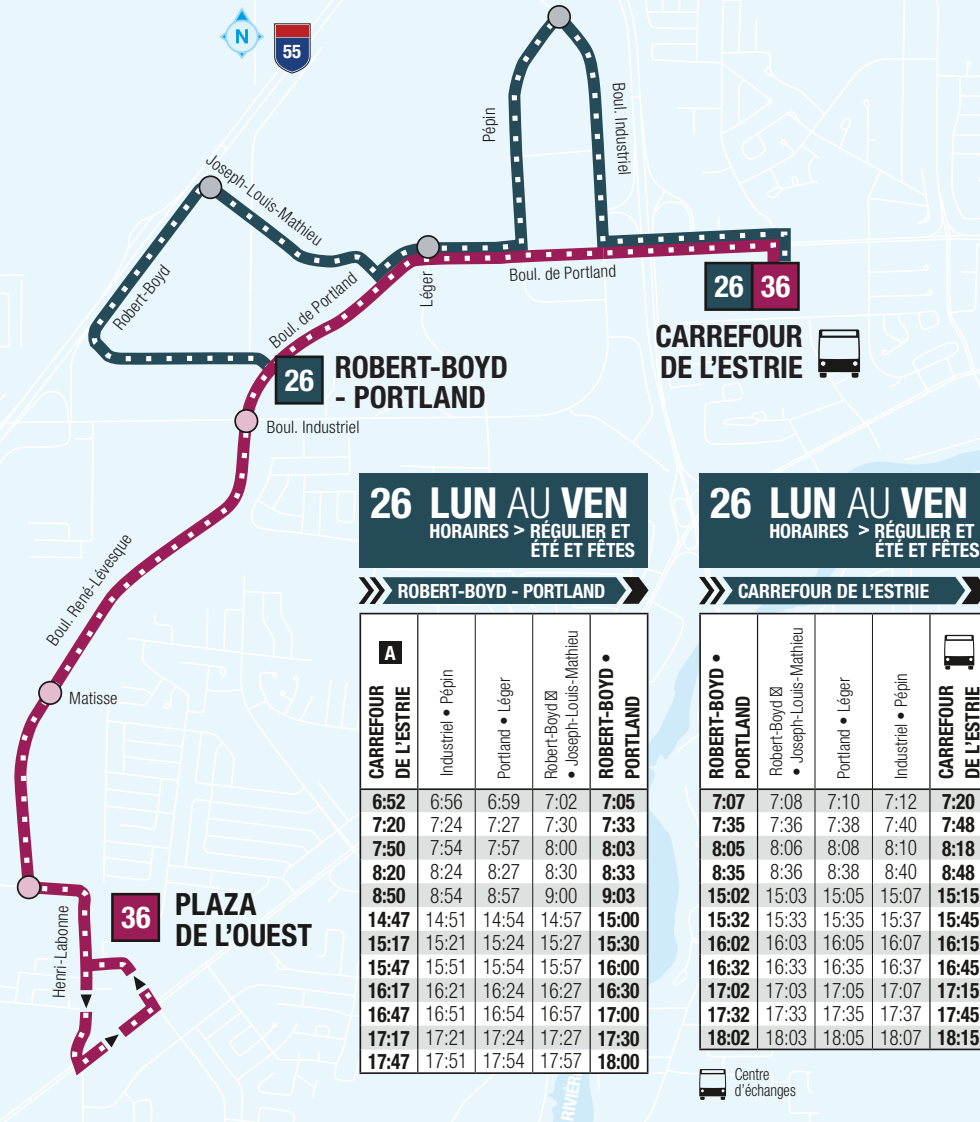 N
55
Pépin
Boul. Industriel
Joseph-Louis-Mathieu
Robert-Boyd
Boul. de Portland
Léger
Boul. de Portland
26 36
CARREFOUR
DE L'ESTRIE
26
ROBERT-BOYD
- PORTLAND
Boul. Industriel
Boul. René-Lévesque
Matisse
36
PLAZA
DE L'OUEST
Henri-Labonne
26 LUN AU VEN
HORAIRES > RÉGULIER ET
ÉTÉ ET FÊTES
ROBERT-BOYD - PORTLAND
A
CARREFOUR
DE L'ESTRIE
Industriel • Pépin
Portland • Léger
Robert-Boyd ☒
• Joseph-Louis-Mathieu
ROBERT-BOYD •
PORTLAND
6:52 6:56 6:59 7:02 7:05
7:20 7:24 7:27 7:30 7:33
7:50 7:54 7:57 8:00 8:03
8:20 8:24 8:27 8:30 8:33
8:50 8:54 8:57 9:00 9:03
14:47 14:51 14:54 14:57 15:00
15:17 15:21 15:24 15:27 15:30
15:47 15:51 15:54 15:57 16:00
16:17 16:21 16:24 16:27 16:30
16:47 16:51 16:54 16:57 17:00
17:17 17:21 17:24 17:27 17:30
17:47 17:51 17:54 17:57 18:00
26 LUN AU VEN
HORAIRES > RÉGULIER ET
ÉTÉ ET FÊTES
CARREFOUR DE L'ESTRIE
ROBERT-BOYD •
PORTLAND
Robert-Boyd ☒
• Joseph-Louis-Mathieu
Portland • Léger
Industriel • Pépin
CARREFOUR
DE L'ESTRIE
7:07 7:08 7:10 7:12 7:20
7:35 7:36 7:38 7:40 7:48
8:05 8:06 8:08 8:10 8:18
8:35 8:36 8:38 8:40 8:48
15:02 15:03 15:05 15:07 15:15
15:32 15:33 15:35 15:37 15:45
16:02 16:03 16:05 16:07 16:15
16:32 16:33 16:35 16:37 16:45
17:02 17:03 17:05 17:07 17:15
17:32 17:33 17:35 17:37 17:45
18:02 18:03 18:05 18:07 18:15
Centre
d'échanges
RIVIÈR